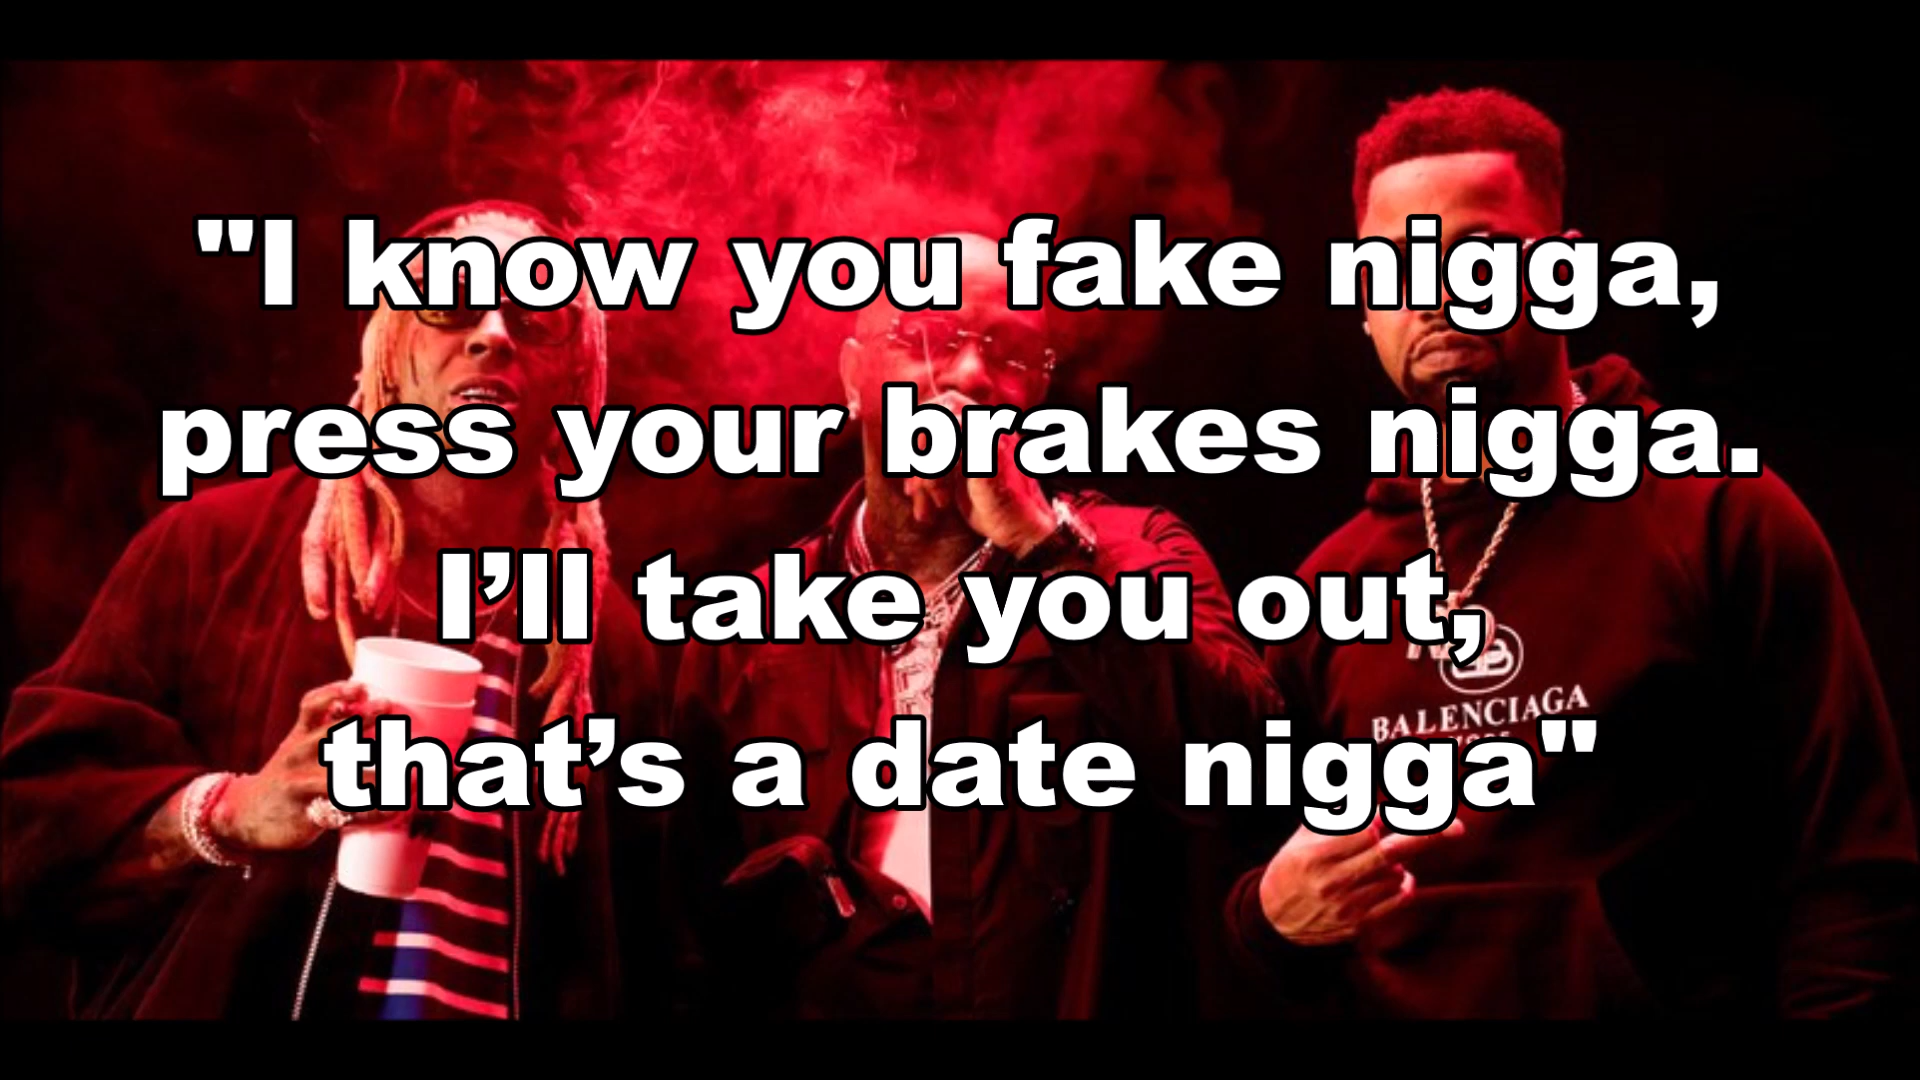 "I know you fake nigga,
press your brakes nigga.
I’ll take you out,
that’s a date nigga"
BALENCIAGA